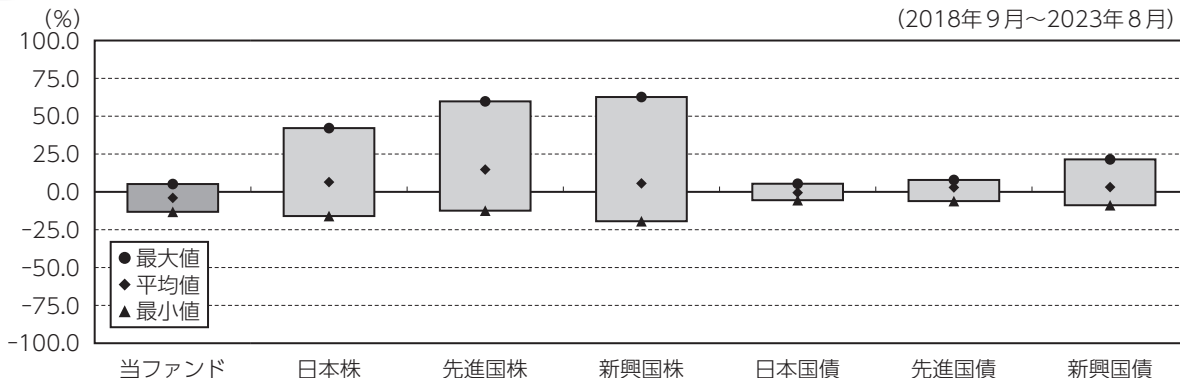 (%)
(2018年9月〜2023年8月)
100.0
75.0
50.0
25.0
0.0
-25.0
-50.0
-75.0
-100.0
●最大値
◆平均値
▲最小値
当ファンド 日本株 先進国株 新興国株 日本国債 先進国債 新興国債